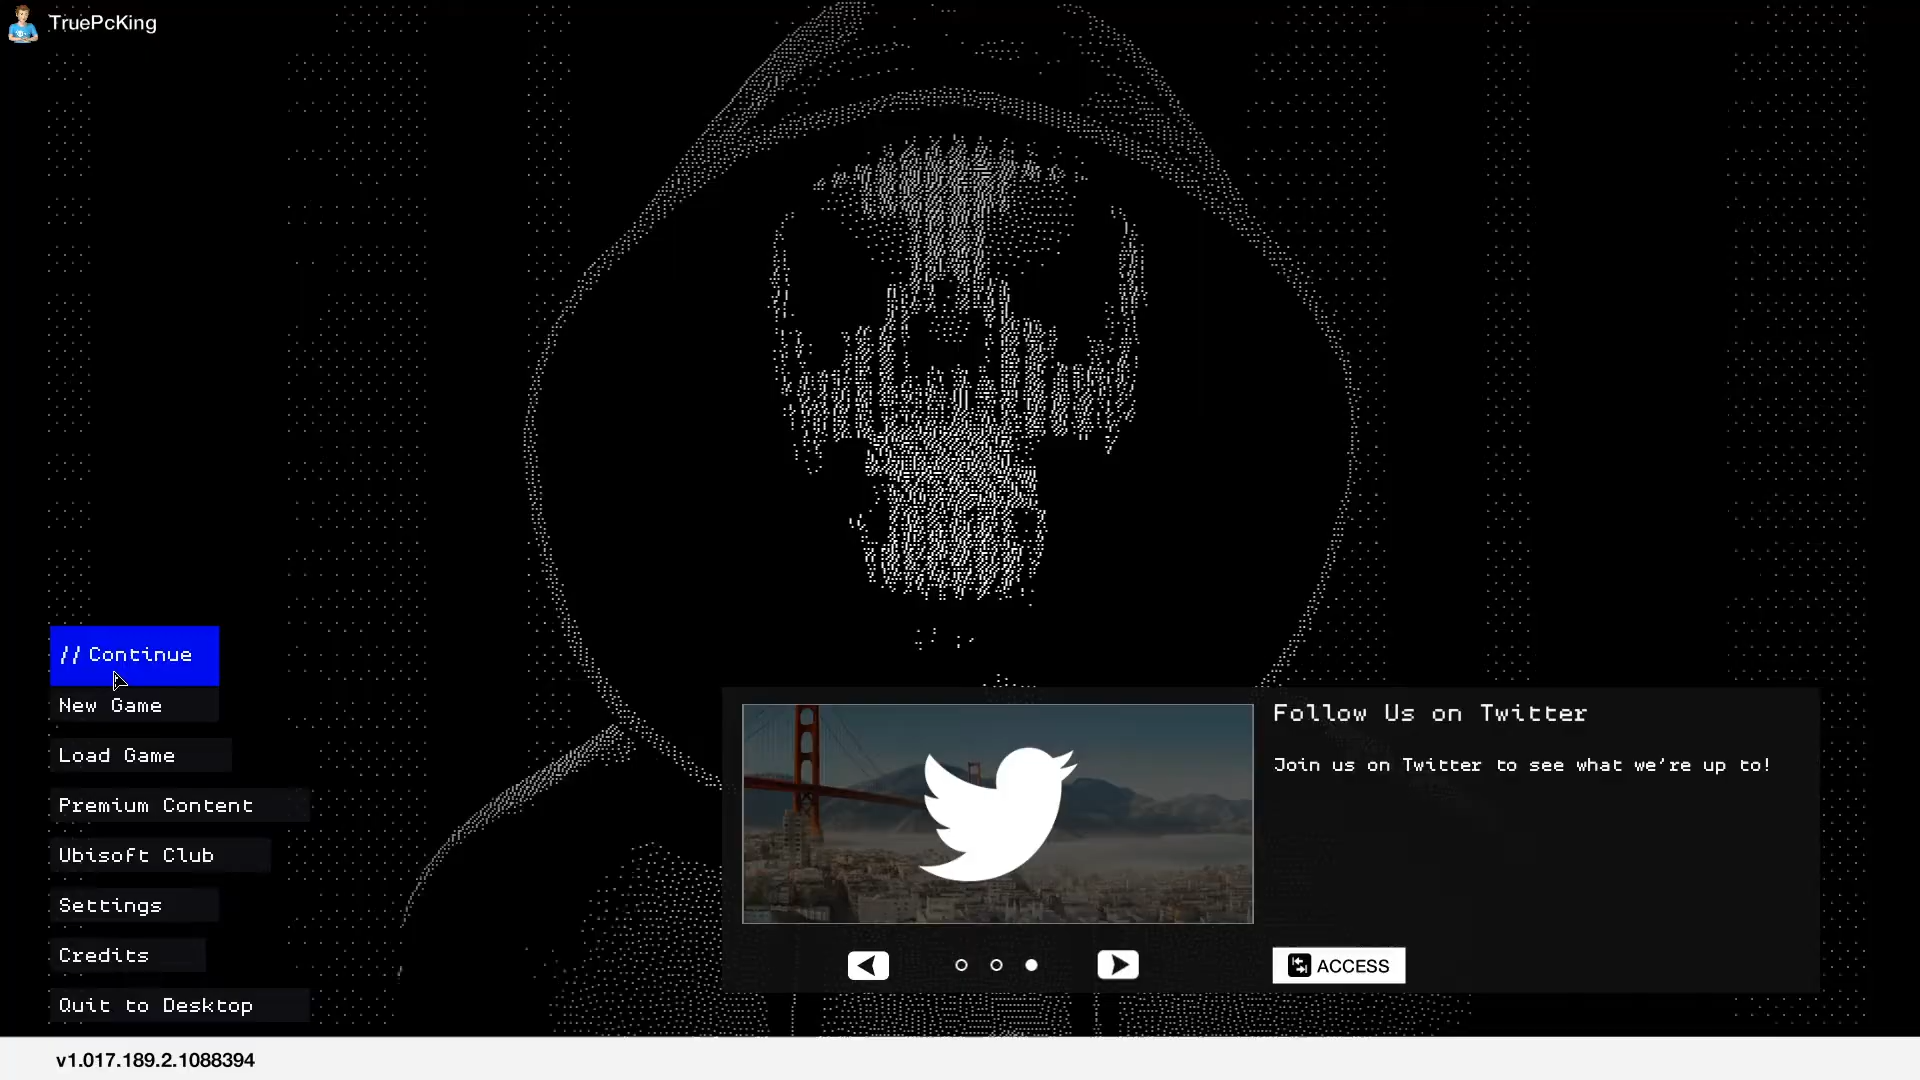 TruePcKing
// Continue
New Game
Load Game
Premium Content
Ubisoft Club
Settings
Credits
Quit to Desktop
Follow Us on Twitter
Join us on Twitter to see what we're up to!
ACCESS
v1.017.189.2.1088394